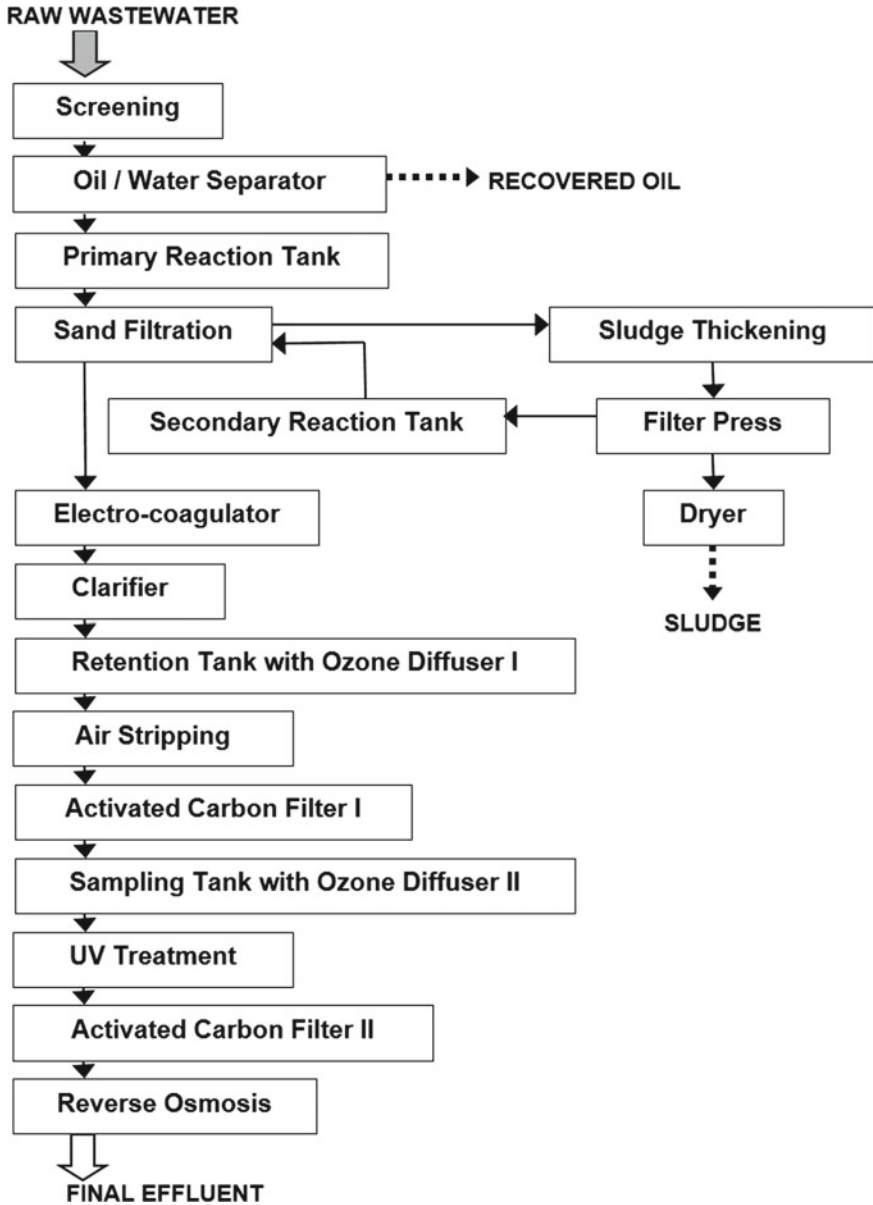 RAW WASTEWATER
Screening
Oil / Water Separator
RECOVERED OIL
Primary Reaction Tank
Sand Filtration
Sludge Thickening
Secondary Reaction Tank
Filter Press
Electro-coagulator
Dryer
Clarifier
SLUDGE
Retention Tank with Ozone Diffuser I
Air Stripping
Activated Carbon Filter I
Sampling Tank with Ozone Diffuser II
UV Treatment
Activated Carbon Filter II
Reverse Osmosis
FINAL EFFLUENT